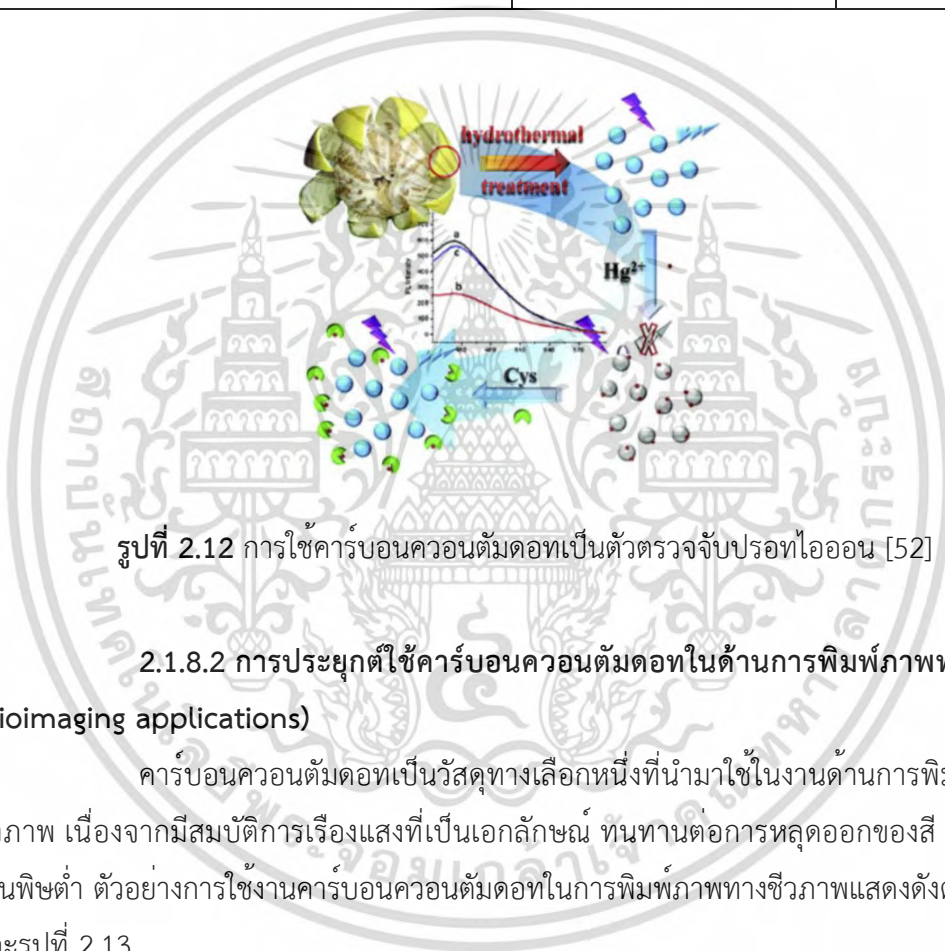 hydrothermal
treatment
a
c
b
Hg²⁺
Cys
รูปที่ 2.12 การใช้คาร์บอนควอนตัมดอทเป็นตัวตรวจจับปรอทไอออน [52]
2.1.8.2 การประยุกต์ใช้คาร์บอนควอนตัมดอทในด้านการพิมพ์ภาพท
ioimaging applications)
คาร์บอนควอนตัมดอทเป็นวัสดุทางเลือกหนึ่งที่นำมาใช้ในงานด้านการพิม
ภาพ เนื่องจากมีสมบัติการเรืองแสงที่เป็นเอกลักษณ์ ทนทานต่อการหลุดออกของสี
นพิษต่ำ ตัวอย่างการใช้งานคาร์บอนควอนตัมดอทในการพิมพ์ภาพทางชีวภาพแสดงดังต
ะรูปที่ 2.13